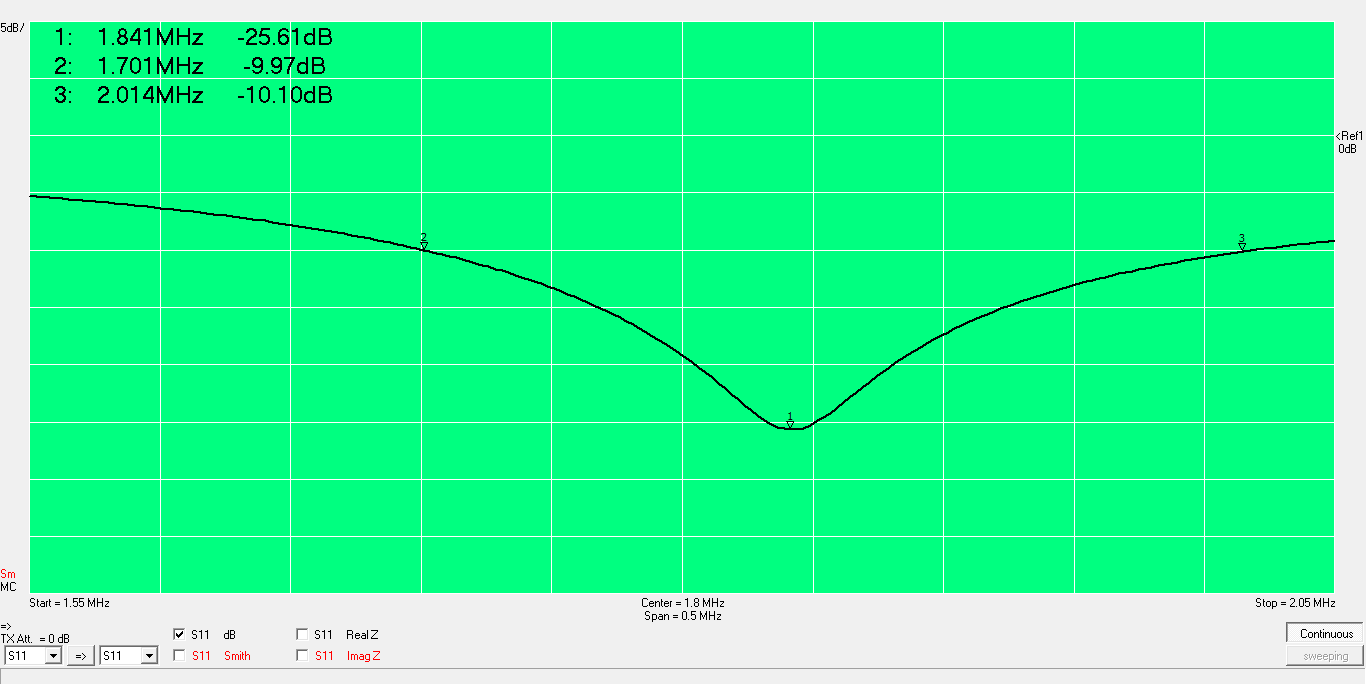 5dB/
1: 1.841MHz -25.61dB
2: 1.701MHz -9.97dB
3: 2.014MHz -10.10dB
<Ref1
0dB
2
3
1
Sm
MC
Start = 1.55 MHz Center = 1.8 MHz Stop = 2.05 MHz
Span = 0.5 MHz
=>
TX Att. = 0 dB
S11 dB S11 Real Z
Continuous
S11 => S11 S11 Smith S11 Imag Z
sweeping